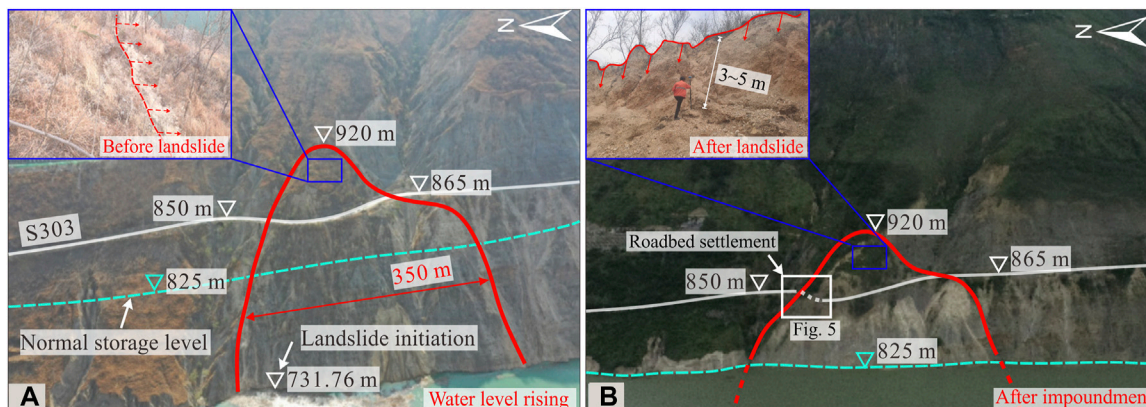 N
Before landslide
920 m
865 m
850 m
S303
825 m
350 m
Normal storage level
Landslide initiation
731.76 m
A
Water level rising
N
3~5 m
After landslide
920 m
Roadbed settlement
865 m
850 m
Fig. 5
825 m
B
After impoundmen